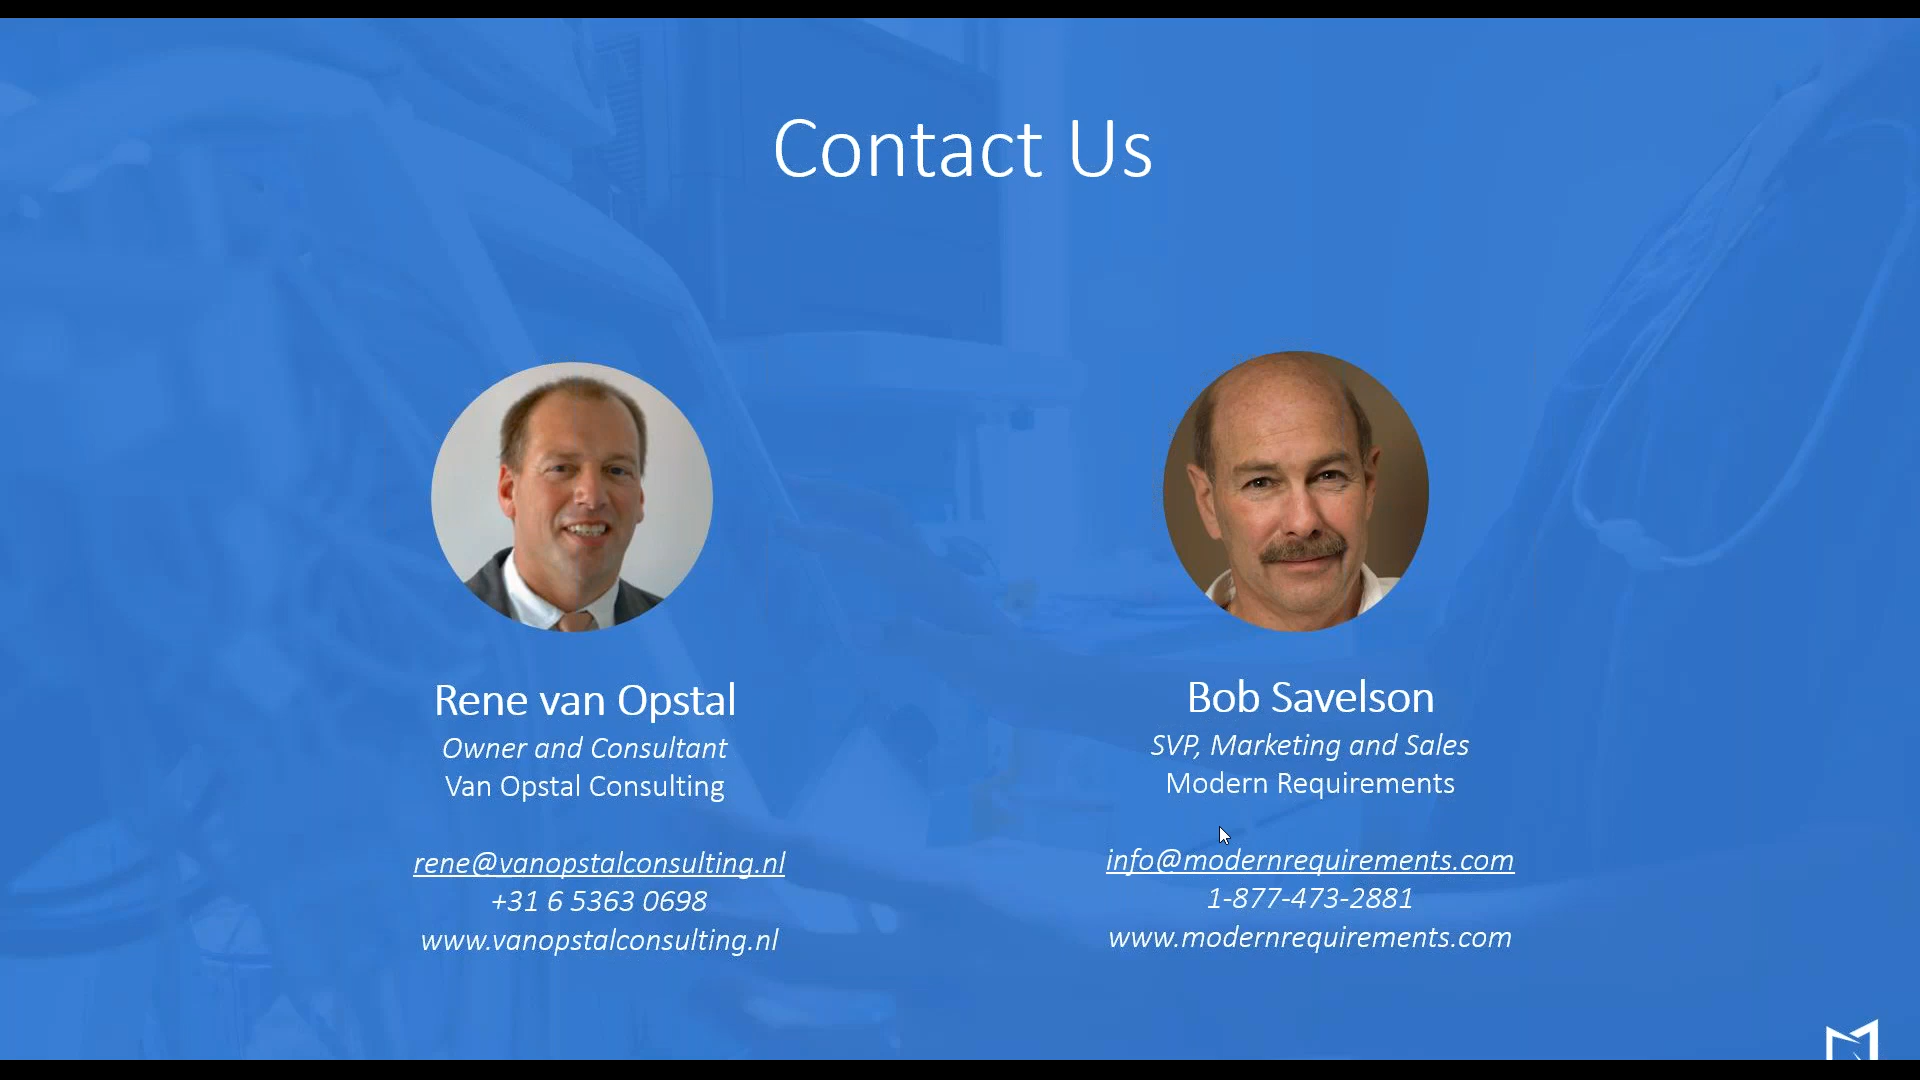 Contact Us
Rene van Opstal
Owner and Consultant
Van Opstal Consulting
rene@vanopstalconsulting.nl
+31 6 5363 0698
www.vanopstalconsulting.nl
Bob Savelson
SVP, Marketing and Sales
Modern Requirements
info@modernrequirements.com
1-877-473-2881
www.modernrequirements.com